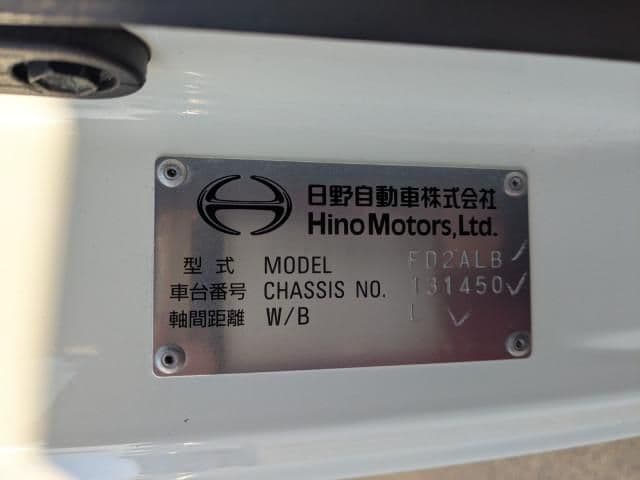 日野自動車株式会社
Hino Motors, Ltd.
型式 MODEL FD2ALB
車台番号 CHASSIS NO. 131450
軸間距離 W/B L